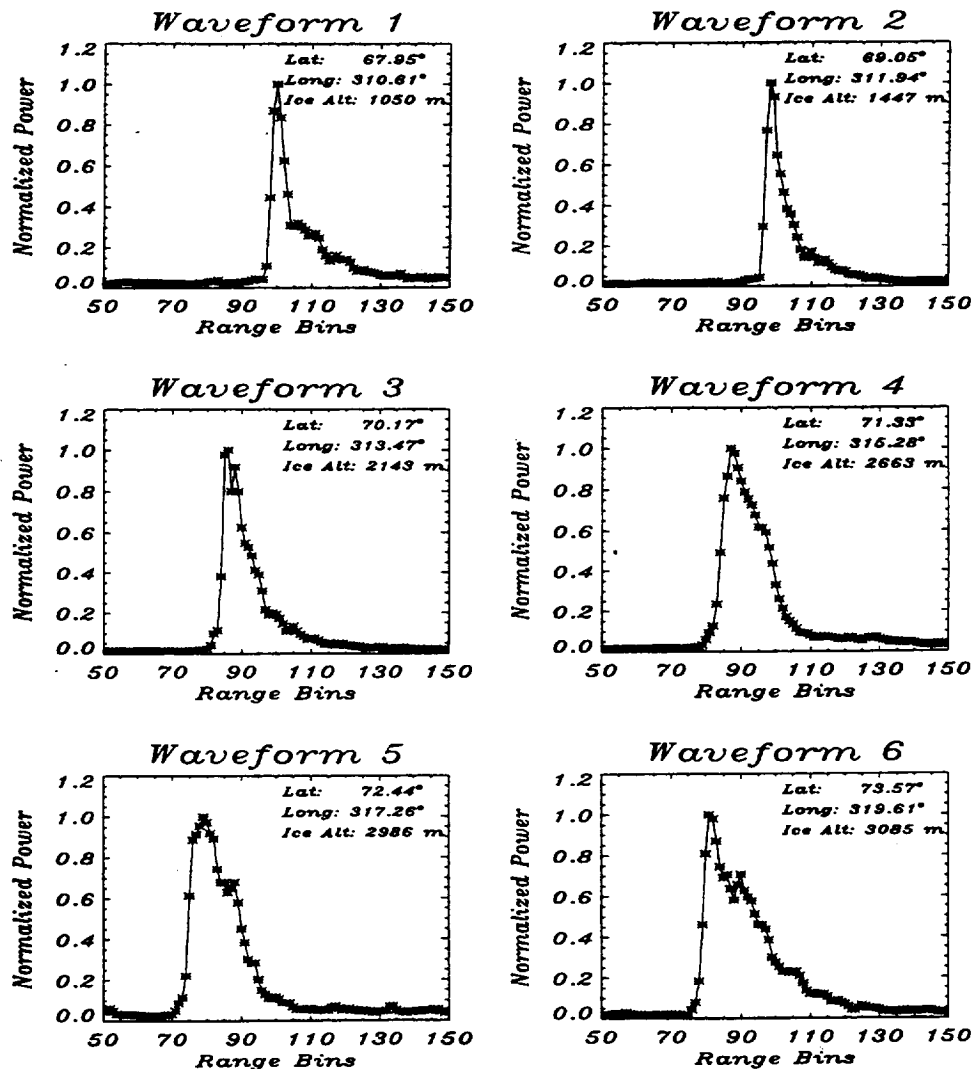 Waveform 1
Lat: 67.95°
Long: 310.61°
Ice Alt: 1050 m
Normalized Power
1.2
1.0
0.8
0.6
0.4
0.2
0.0
50 70 90 110 130 150
Range Bins
Waveform 2
Lat: 69.05°
Long: 311.94°
Ice Alt: 1447 m
Normalized Power
1.2
1.0
0.8
0.6
0.4
0.2
0.0
50 70 90 110 130 150
Range Bins
Waveform 3
Lat: 70.17°
Long: 313.47°
Ice Alt: 2143 m
Normalized Power
1.2
1.0
0.8
0.6
0.4
0.2
0.0
50 70 90 110 130 150
Range Bins
Waveform 4
Lat: 71.33°
Long: 315.28°
Ice Alt: 2663 m
Normalized Power
1.2
1.0
0.8
0.6
0.4
0.2
0.0
50 70 90 110 130 150
Range Bins
Waveform 5
Lat: 72.44°
Long: 317.26°
Ice Alt: 2986 m
Normalized Power
1.2
1.0
0.8
0.6
0.4
0.2
0.0
50 70 90 110 130 150
Range Bins
Waveform 6
Lat: 73.57°
Long: 319.61°
Ice Alt: 3085 m
Normalized Power
1.2
1.0
0.8
0.6
0.4
0.2
0.0
50 70 90 110 130 150
Range Bins